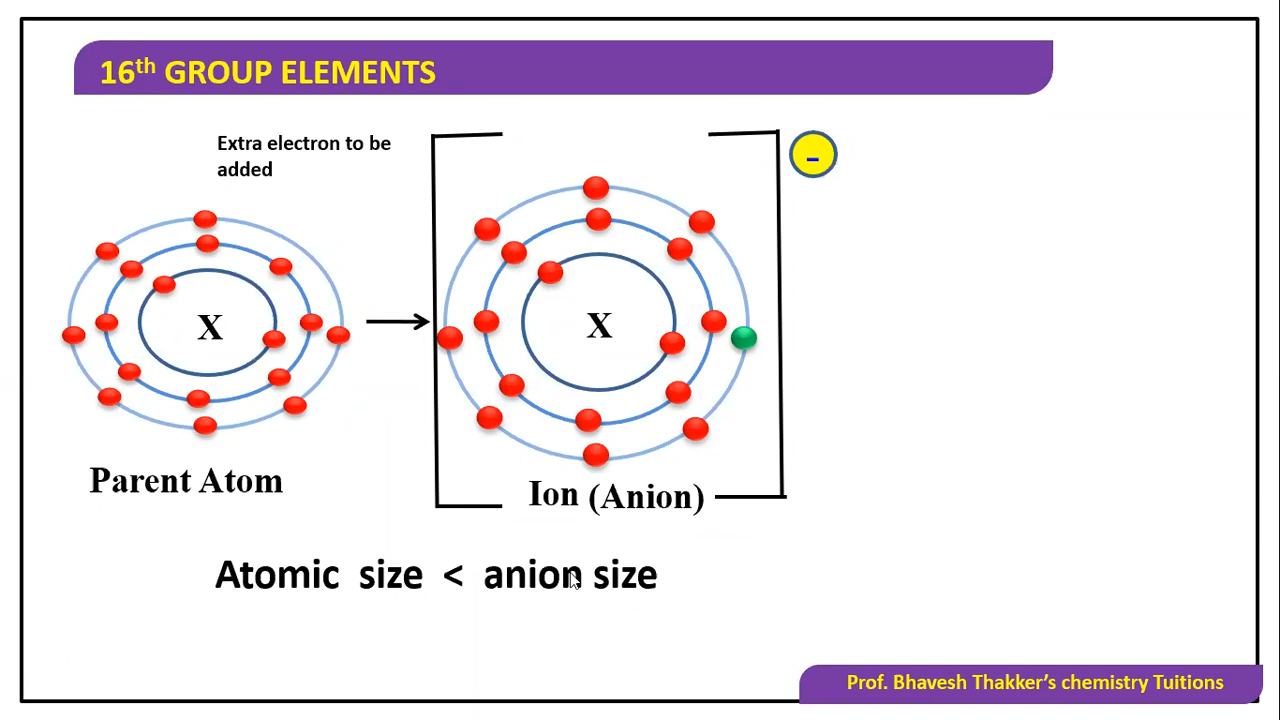 16th GROUP ELEMENTS
Extra electron to be
added
-
X
X
Parent Atom
Ion (Anion)
Atomic size < anion size
Prof. Bhavesh Thakker’s chemistry Tuitions